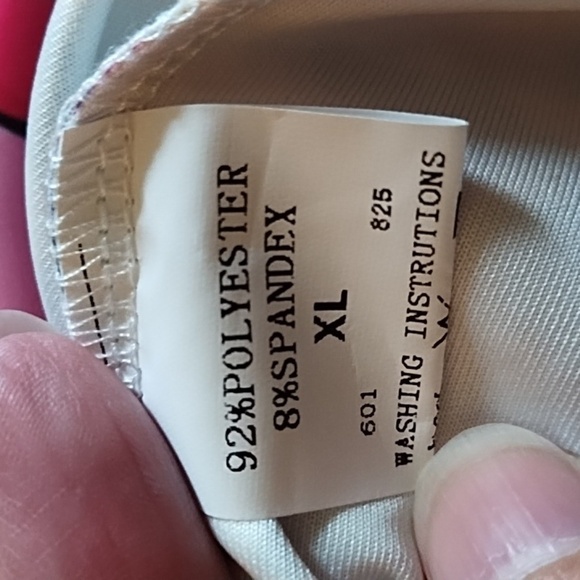 92%POLYESTER
8%SPANDEX
XL
601 825
WASHING INSTRUTIONS